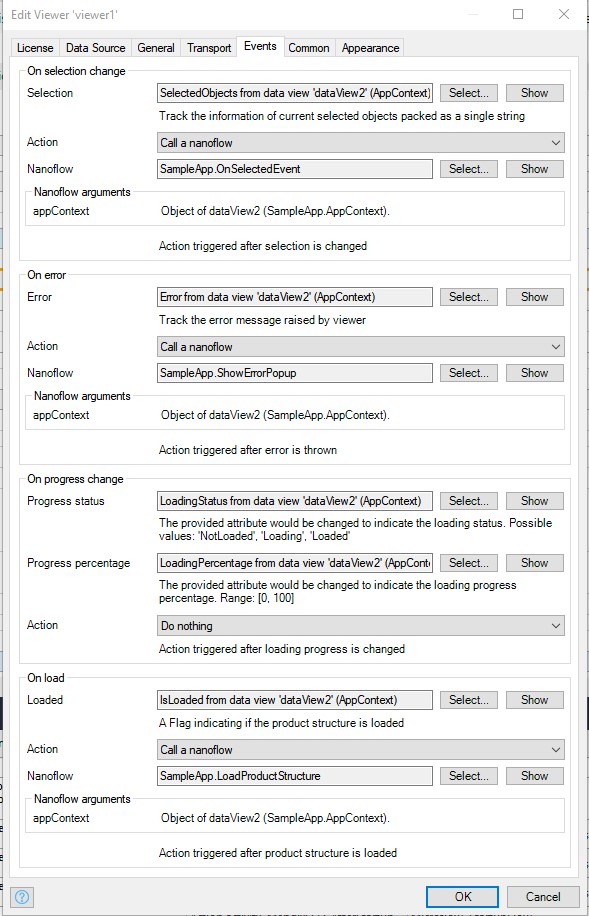 Edit Viewer 'viewer1'
License Data Source General Transport Events Common Appearance
On selection change
Selection SelectedObjects from data view 'dataView2' (AppContext) Select... Show
Track the information of current selected objects packed as a single string
Action Call a nanoflow
Nanoflow SampleApp.OnSelectedEvent Select... Show
Nanoflow arguments
appContext Object of dataView2 (SampleApp.AppContext).
Action triggered after selection is changed
On error
Error Error from data view 'dataView2' (AppContext) Select... Show
Track the error message raised by viewer
Action Call a nanoflow
Nanoflow SampleApp.ShowErrorPopup Select... Show
Nanoflow arguments
appContext Object of dataView2 (SampleApp.AppContext).
Action triggered after error is thrown
On progress change
Progress status LoadingStatus from data view 'dataView2' (AppContext) Select... Show
The provided attribute would be changed to indicate the loading status. Possible
values: 'NotLoaded', 'Loading', 'Loaded'
Progress percentage LoadingPercentage from data view 'dataView2' (AppCont Select... Show
The provided attribute would be changed to indicate the loading progress
percentage. Range: [0, 100]
Action Do nothing
Action triggered after loading progress is changed
On load
Loaded IsLoaded from data view 'dataView2' (AppContext) Select... Show
A Flag indicating if the product structure is loaded
Action Call a nanoflow
Nanoflow SampleApp.LoadProductStructure Select... Show
Nanoflow arguments
appContext Object of dataView2 (SampleApp.AppContext).
Action triggered after product structure is loaded
? OK Cancel